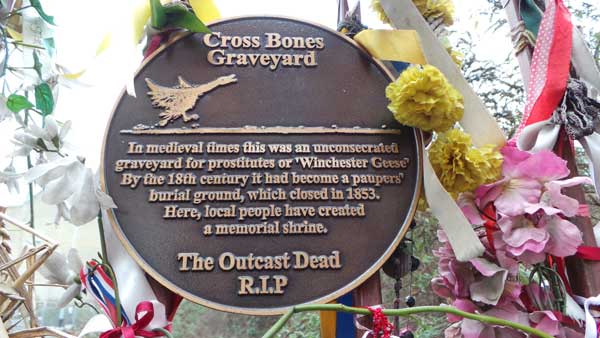 Cross Bones
Graveyard
In medieval times this was an unconsecrated
graveyard for prostitutes or 'Winchester Geese'
By the 18th century it had become a paupers'
burial ground, which closed in 1853.
Here, local people have created
a memorial shrine.
The Outcast Dead
R.I.P